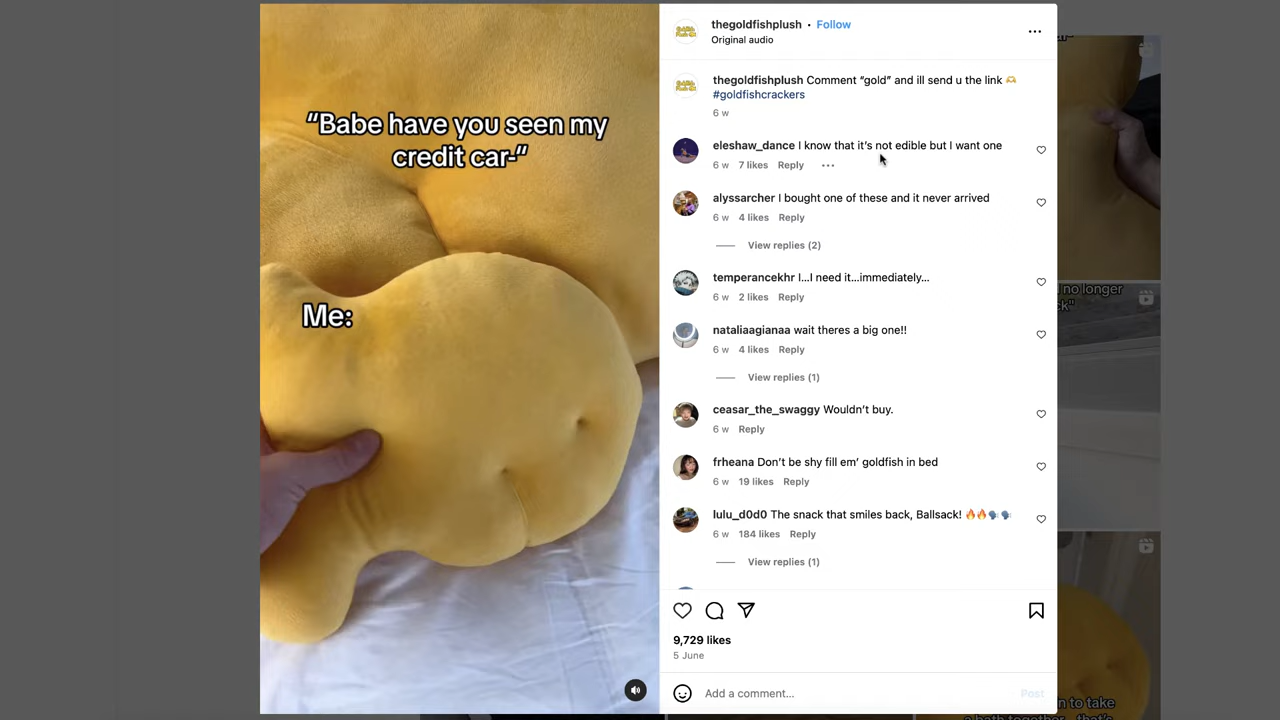 "Babe have you seen my
credit car-"
Me:
thegoldfishplush • Follow
Original audio
thegoldfishplush Comment “gold” and ill send u the link 🫶
#goldfishcrackers
6 w
eleshaw_dance I know that it’s not edible but I want one
6 w 7 likes Reply
alyssarcher I bought one of these and it never arrived
6 w 4 likes Reply
View replies (2)
temperancekhr I...I need it...immediately...
6 w 2 likes Reply
nataliaagianaa wait theres a big one!!
6 w 4 likes Reply
View replies (1)
ceasar_the_swaggy Wouldn’t buy.
6 w Reply
frheana Don’t be shy fill em’ goldfish in bed
6 w 19 likes Reply
lulu_d0d0 The snack that smiles back, Ballsack! 🔥🔥🗣️🗣️
6 w 184 likes Reply
View replies (1)
9,729 likes
5 June
Add a comment...
Post
no longer